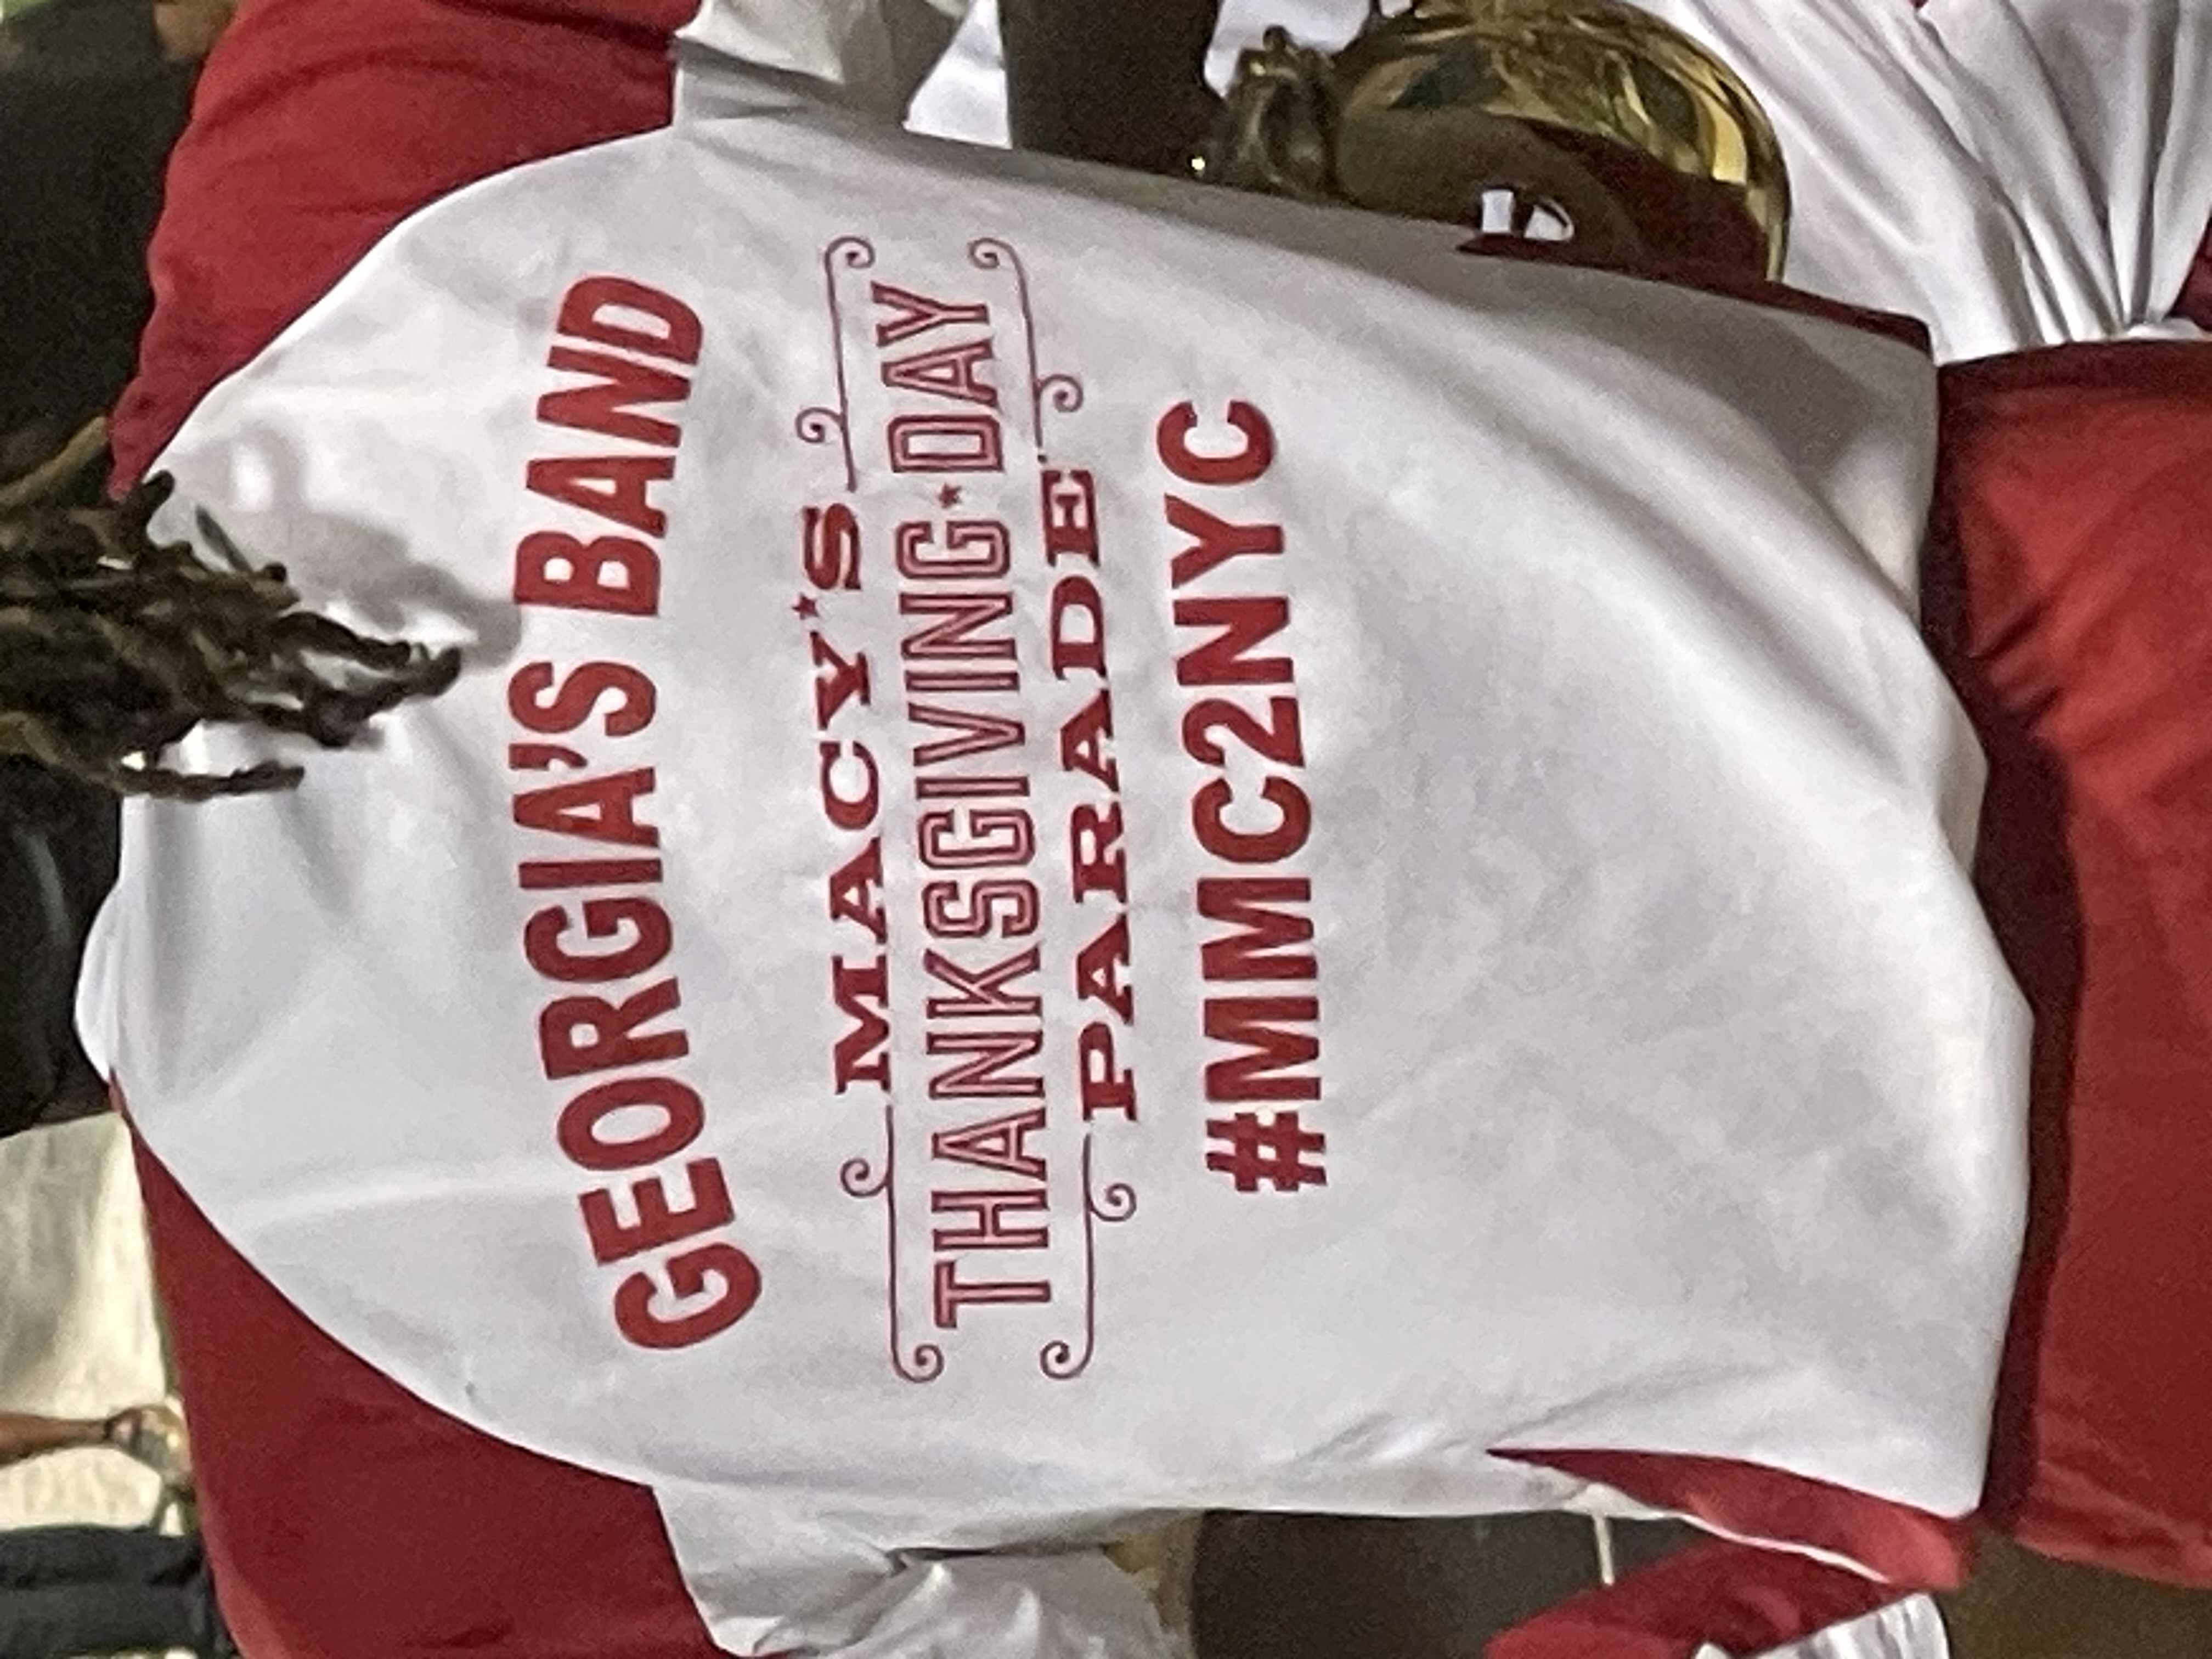 GEORGIA'S BAND
MACY'S
THANKSGIVING★DAY
PARADE
#MMC2NYC